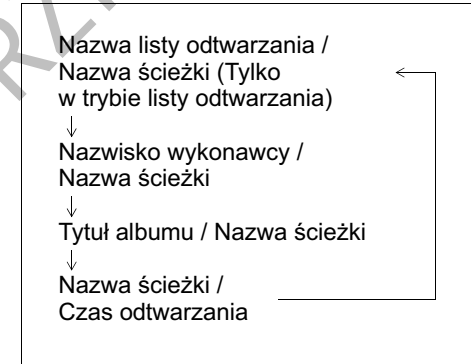 Nazwa listy odtwarzania /
Nazwa ścieżki (Tylko
w trybie listy odtwarzania)
Nazwisko wykonawcy /
Nazwa ścieżki
Tytuł albumu / Nazwa ścieżki
Nazwa ścieżki /
Czas odtwarzania